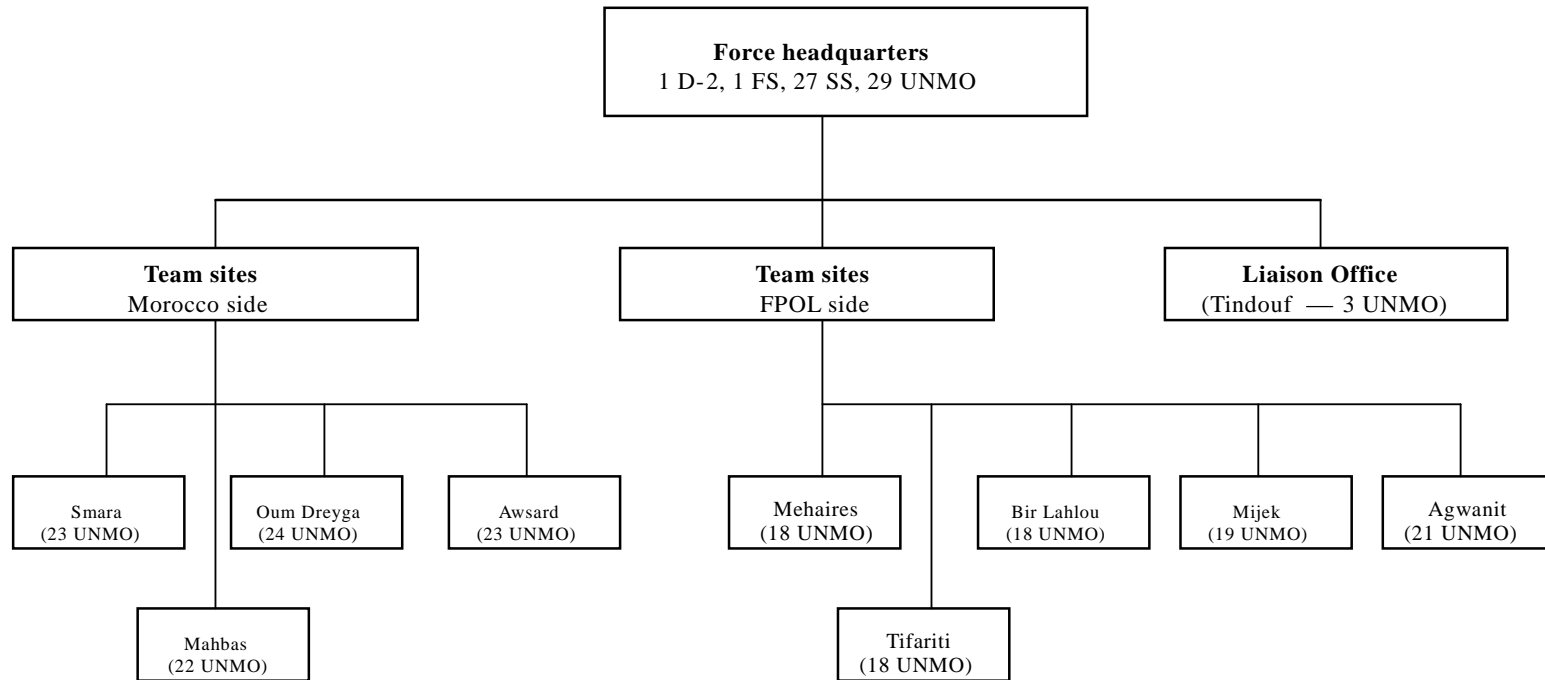 Force headquarters
1 D-2, 1 FS, 27 SS, 29 UNMO
Team sites
Morocco side
Team sites
FPOL side
Liaison Office
(Tindouf — 3 UNMO)
Smara
(23 UNMO)
Oum Dreyga
(24 UNMO)
Awsard
(23 UNMO)
Mehaires
(18 UNMO)
Bir Lahlou
(18 UNMO)
Mijek
(19 UNMO)
Agwanit
(21 UNMO)
Mahbas
(22 UNMO)
Tifariti
(18 UNMO)